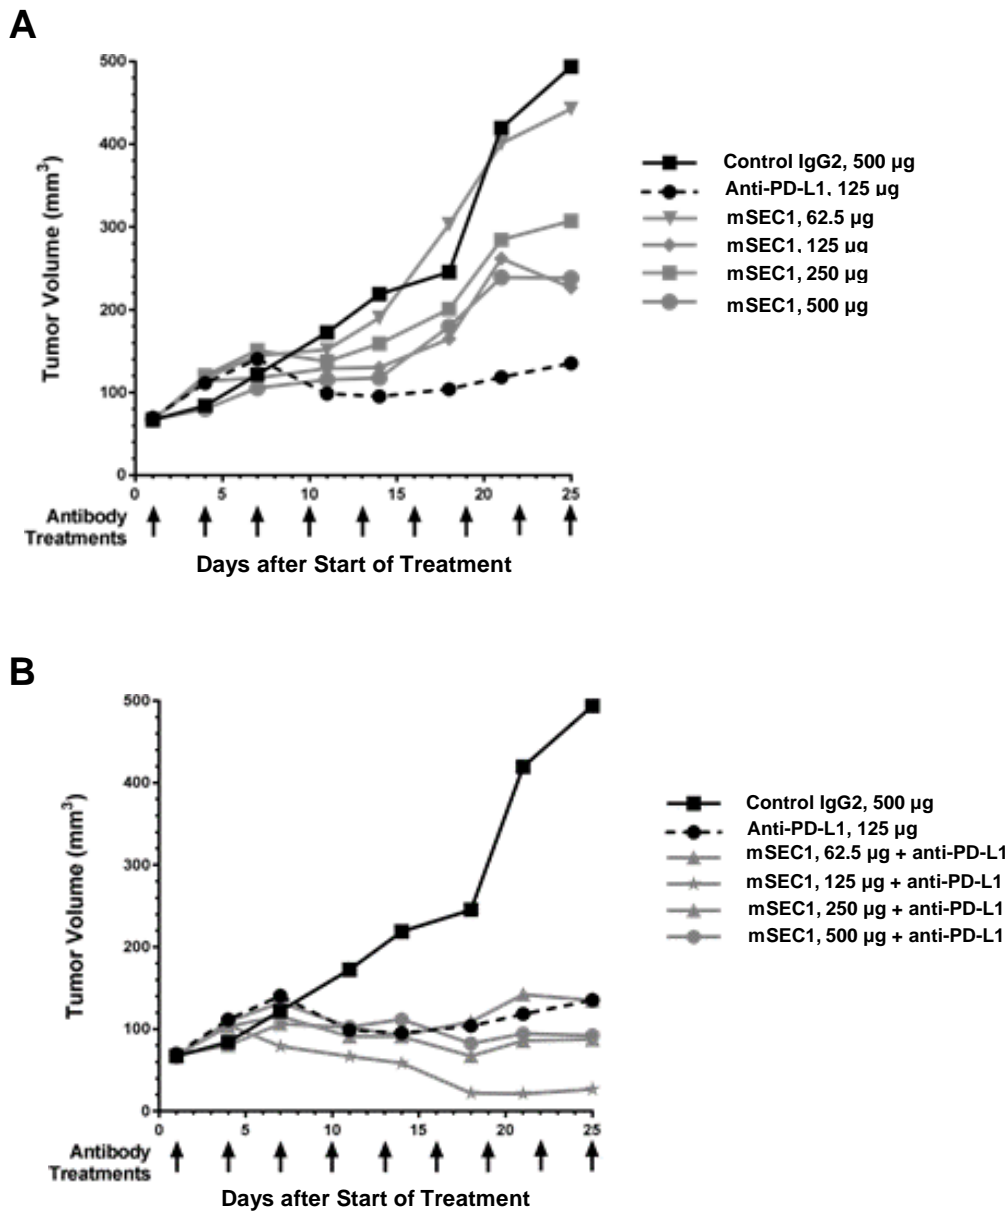 A
500
400
300
200
100
0
Tumor Volume (mm3)
0 5 10 15 20 25
Antibody
Treatments
Days after Start of Treatment
Control IgG2, 500 µg
Anti-PD-L1, 125 µg
mSEC1, 62.5 µg
mSEC1, 125 µg
mSEC1, 250 µg
mSEC1, 500 µg
B
500
400
300
200
100
0
Tumor Volume (mm3)
0 5 10 15 20 25
Antibody
Treatments
Days after Start of Treatment
Control IgG2, 500 µg
Anti-PD-L1, 125 µg
mSEC1, 62.5 µg + anti-PD-L1
mSEC1, 125 µg + anti-PD-L1
mSEC1, 250 µg + anti-PD-L1
mSEC1, 500 µg + anti-PD-L1